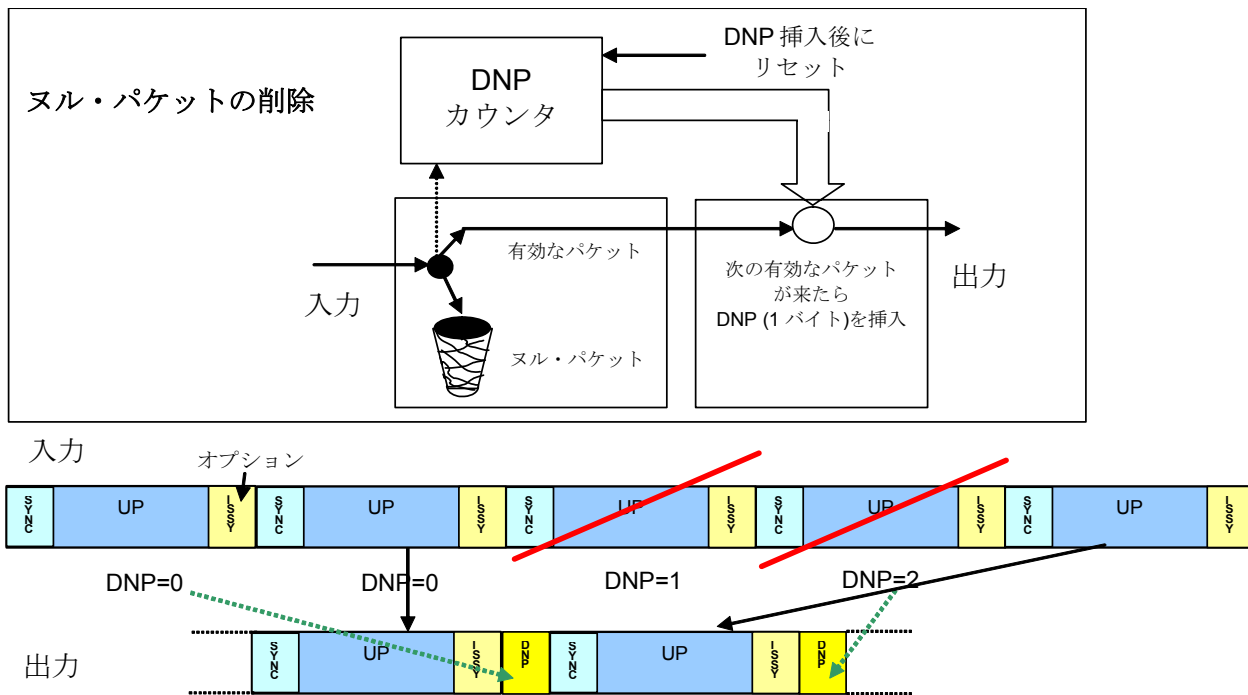 ヌル・パケットの削除
DNP
カウンタ
DNP 挿入後に
リセット
入力
有効なパケット
ヌル・パケット
次の有効なパケット
が来たら
DNP (1 バイト)を挿入
出力
入力
オプション
SYNC UP ISSY SYNC UP ISSY SYNC UP ISSY SYNC UP ISSY SYNC UP ISSY
DNP=0 DNP=0 DNP=1 DNP=2
出力
SYNC UP ISSY DNP SYNC UP ISSY DNP